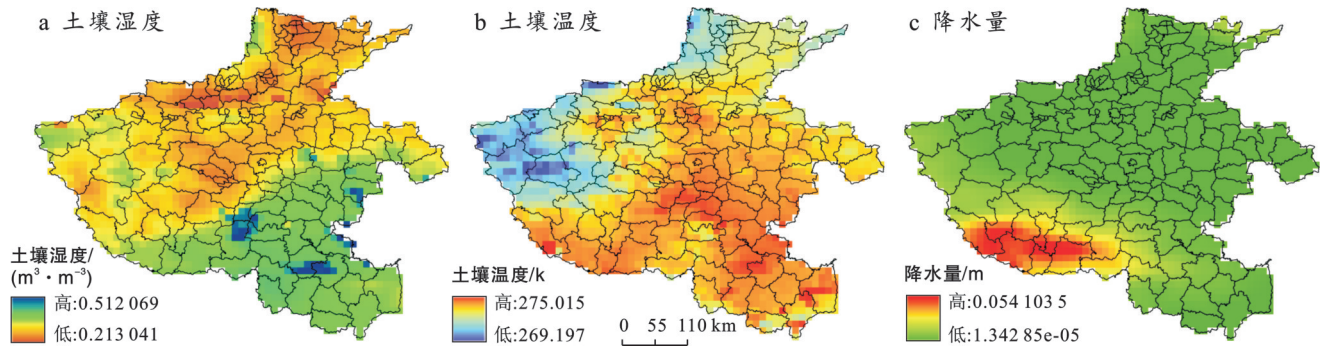 a 土壤湿度
土壤湿度/
(m³·m⁻³)
高:0.512 069
低:0.213 041
b 土壤温度
土壤温度/k
高:275.015
低:269.197
0 55 110 km
c 降水量
降水量/m
高:0.054 103 5
低:1.342 85e-05